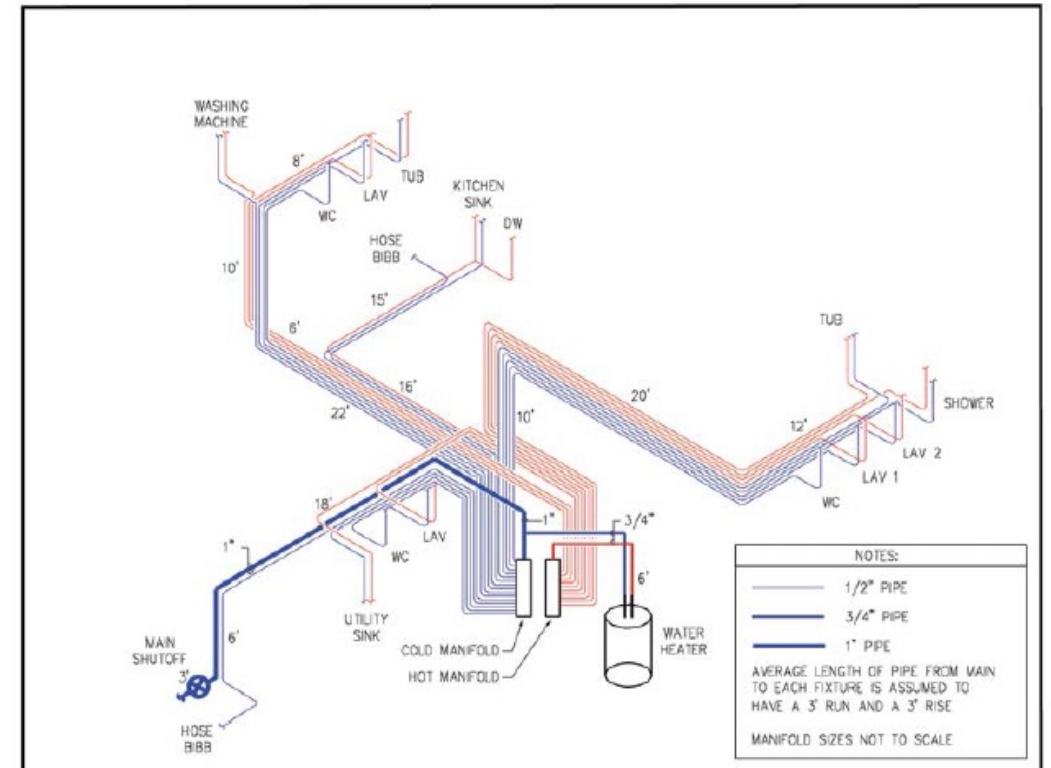 WASHING
MACHINE
8'
TUB
LAV
WC
KITCHEN
SINK
DW
HOSE
BIBB
10'
15'
6'
16'
22'
10'
20'
TUB
12'
SHOWER
LAV 2
LAV 1
WC
18'
1"
3/4"
LAV
WC
1"
6'
UTILITY
SINK
6'
MAIN
SHUTOFF
3'
HOSE
BIBB
COLD MANIFOLD
HOT MANIFOLD
WATER
HEATER
NOTES:
1/2" PIPE
3/4" PIPE
1" PIPE
AVERAGE LENGTH OF PIPE FROM MAIN
TO EACH FIXTURE IS ASSUMED TO
HAVE A 3' RUN AND A 3' RISE
MANIFOLD SIZES NOT TO SCALE